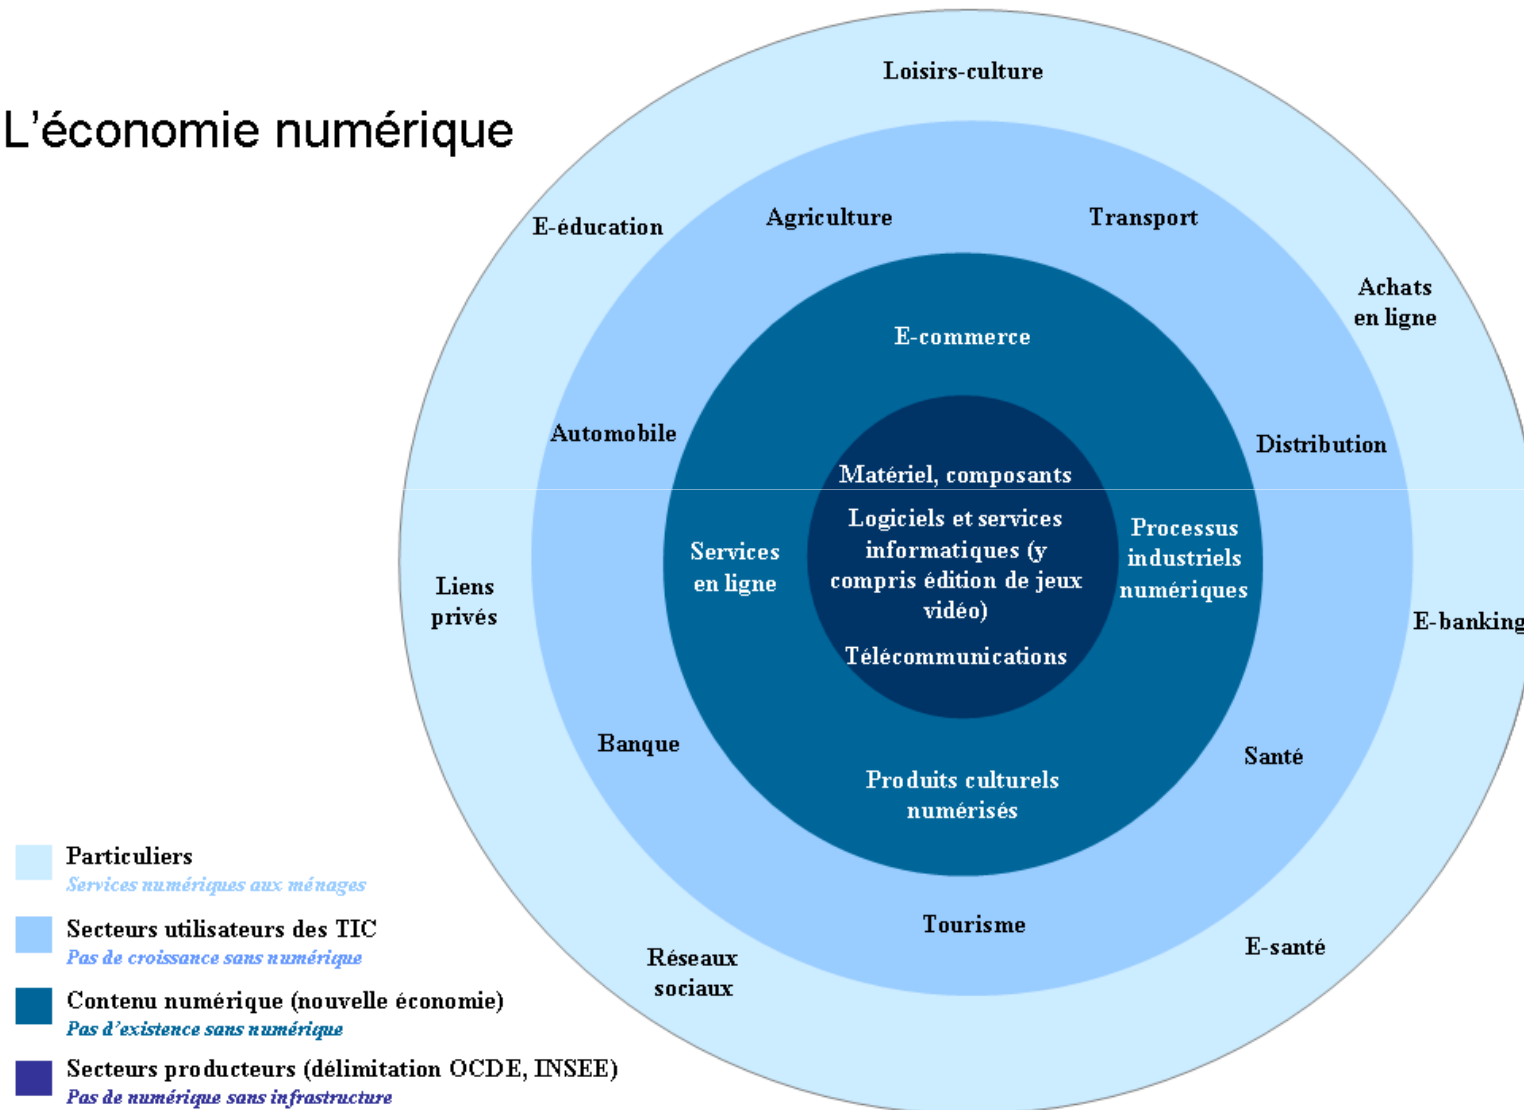 L'économie numérique
Loisirs-culture
E-éducation
Agriculture
Transport
Achats
en ligne
E-commerce
Automobile
Distribution
Matériel, composants
Logiciels et services
informatiques (y
compris édition de jeux
vidéo)
Télécommunications
Services
en ligne
Processus
industriels
numériques
Liens
privés
E-banking
Banque
Santé
Produits culturels
numérisés
Tourisme
E-santé
Réseaux
sociaux
Particuliers
Services numériques aux ménages
Secteurs utilisateurs des TIC
Pas de croissance sans numérique
Contenu numérique (nouvelle économie)
Pas d'existence sans numérique
Secteurs producteurs (délimitation OCDE, INSEE)
Pas de numérique sans infrastructure